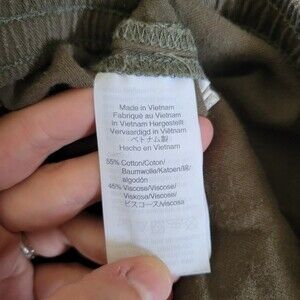 Made in Vietnam
Fabriqué au Vietnam
in Vietnam Hergestellt
Vervaardigd in Vietnam
ベトナム製
Hecho en Vietnam
55% Cotton/Coton/
Baumwolle/Katoen/綿/
algodón
45% Viscose/Viscose/
Viskose/Viscose/
ビスコース/viscosa